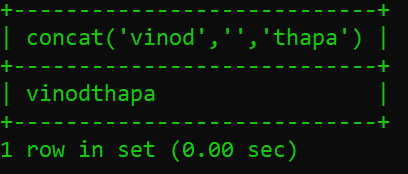 +----------------------------+
| concat('vinod','','thapa') |
+----------------------------+
| vinodthapa                 |
+----------------------------+
1 row in set (0.00 sec)